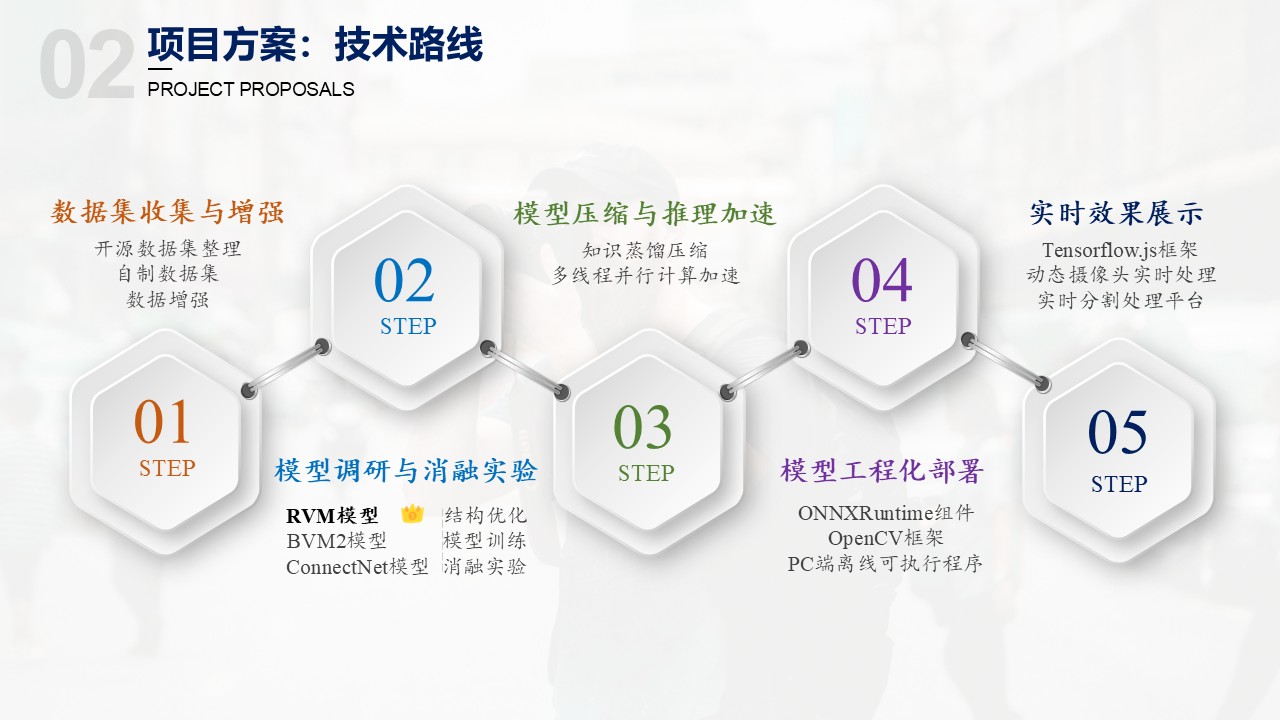 02
项目方案：技术路线
PROJECT PROPOSALS
数据集收集与增强
开源数据集整理
自制数据集
数据增强
01
STEP
02
STEP
模型调研与消融实验
RVM模型
BVM2模型
ConnectNet模型
结构优化
模型训练
消融实验
模型压缩与推理加速
知识蒸馏压缩
多线程并行计算加速
03
STEP
04
STEP
模型工程化部署
ONNXRuntime组件
OpenCV框架
PC端离线可执行程序
实时效果展示
Tensorflow.js框架
动态摄像头实时处理
实时分割处理平台
05
STEP